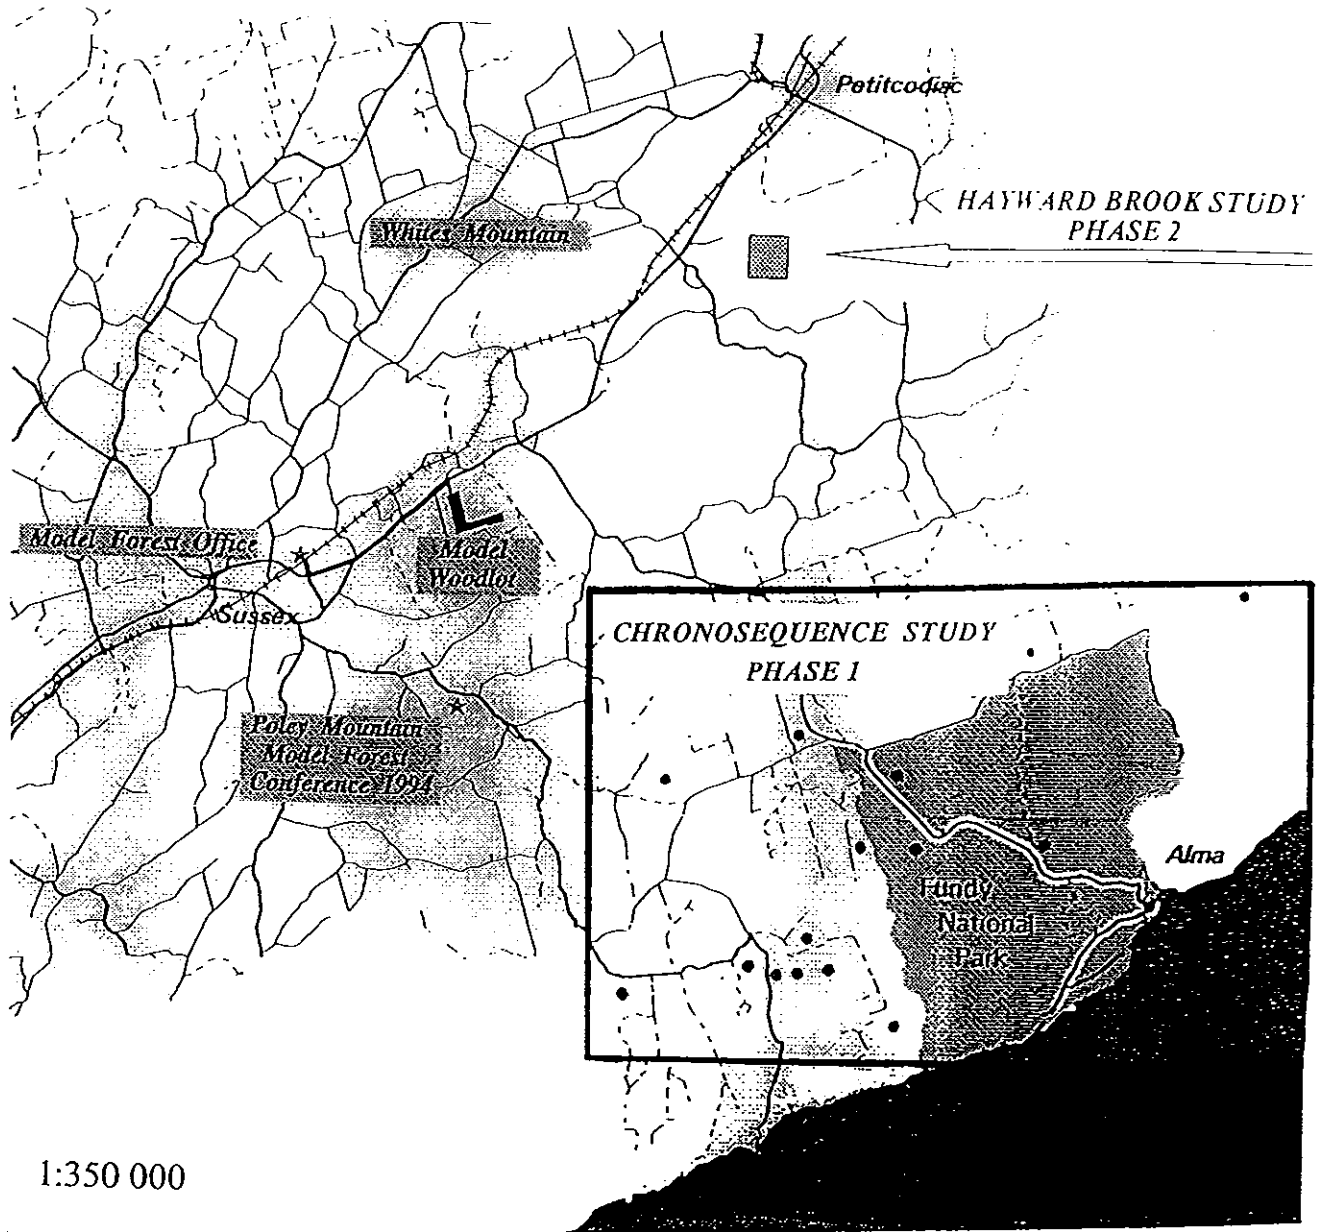 Petitcodiac
HAYWARD BROOK STUDY
PHASE 2
Whites Mountain
Model Forest Office
Model
Woodlot
Sussex
CHRONOSEQUENCE STUDY
PHASE 1
Poley Mountain
Model Forest
Conference 1994
Alma
Fundy
National
Park
1:350 000